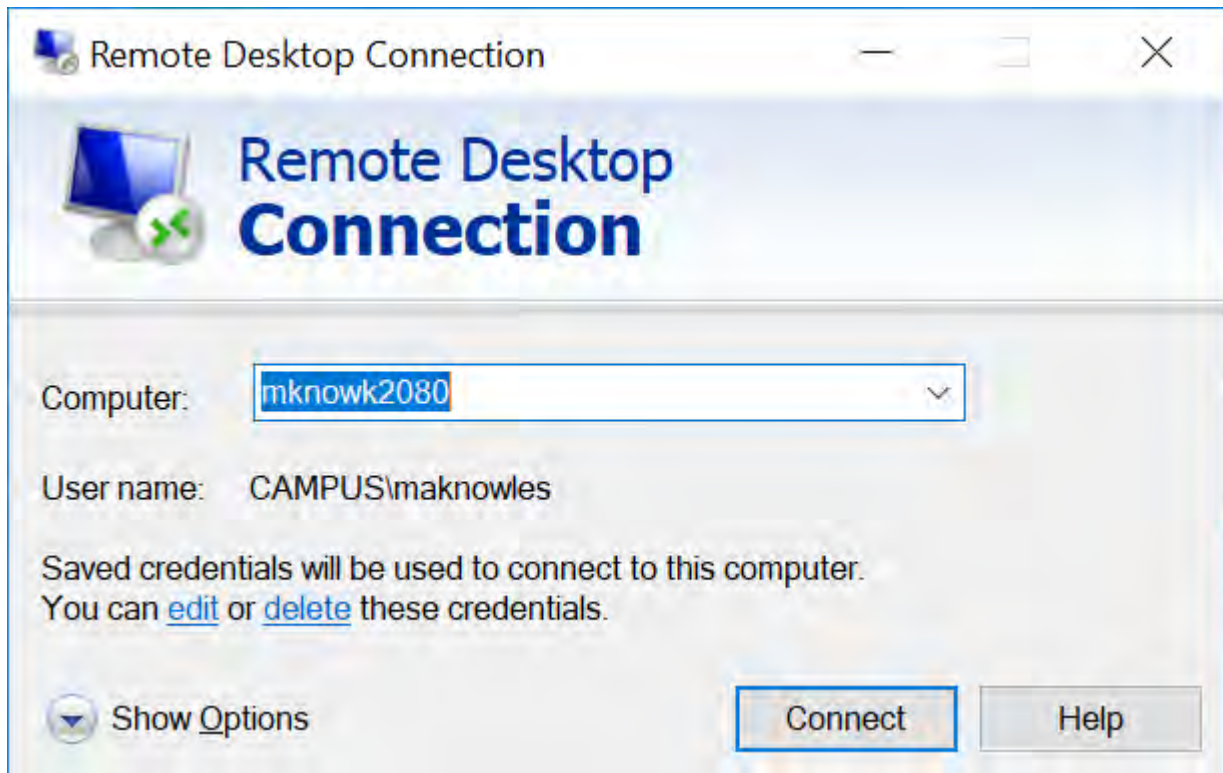 Remote Desktop Connection
Remote Desktop
Connection
Computer: mknowk2080
User name: CAMPUS\maknowles
Saved credentials will be used to connect to this computer.
You can edit or delete these credentials.
Show Options Connect Help